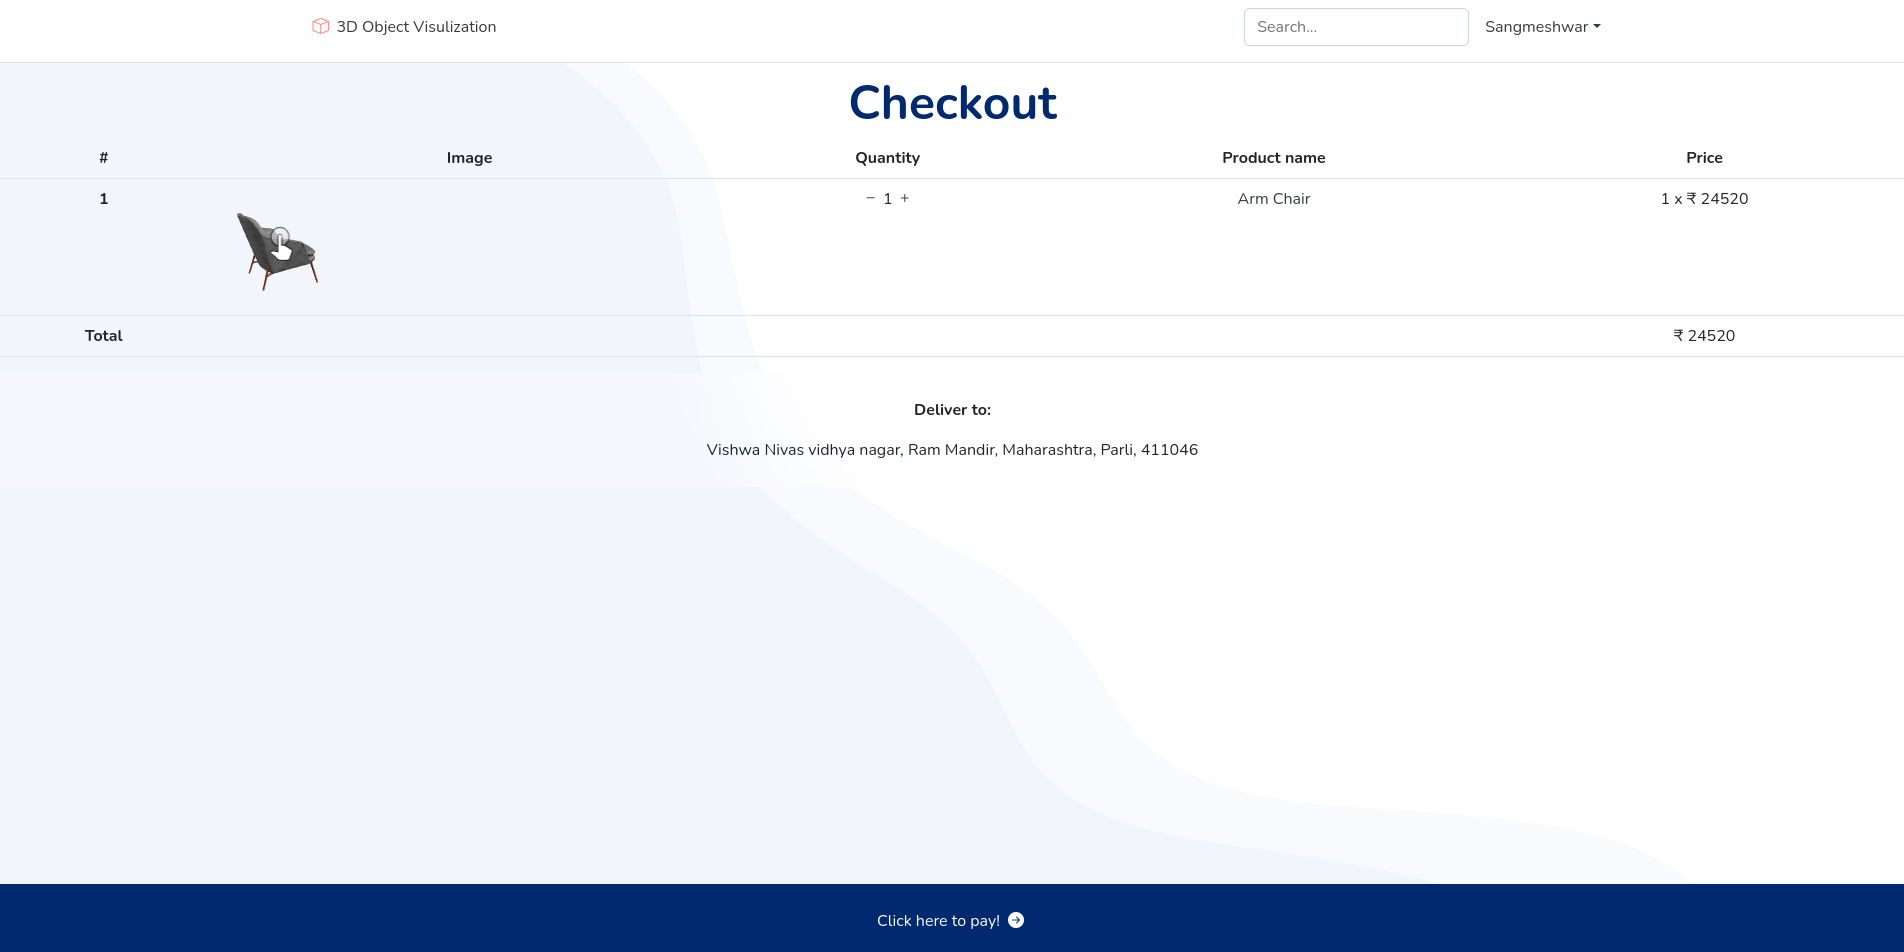 3D Object Visulization Search... Sangmeshwar
Checkout
# Image Quantity Product name Price
1 − 1 + Arm Chair 1 x ₹ 24520
Total ₹ 24520
Deliver to:
Vishwa Nivas vidhya nagar, Ram Mandir, Maharashtra, Parli, 411046
Click here to pay!